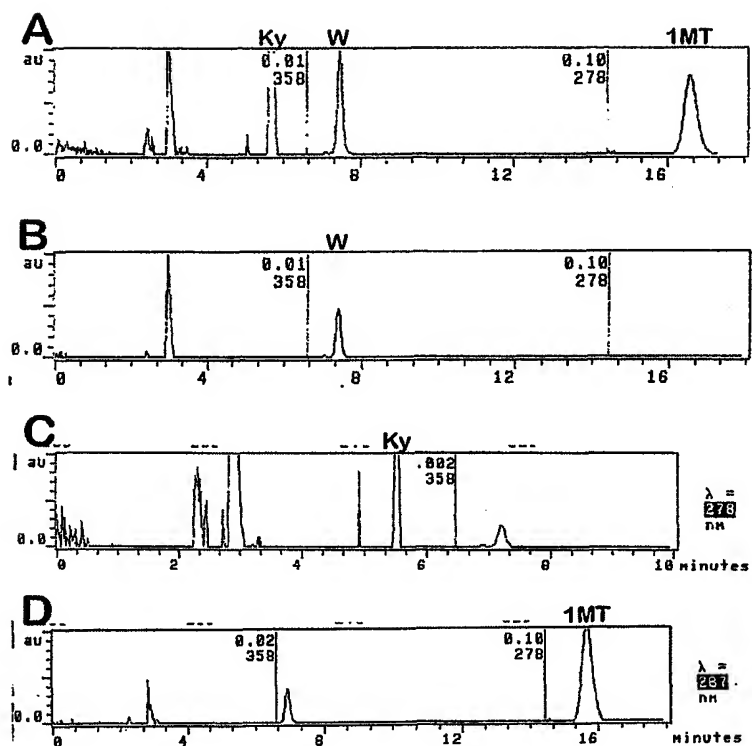 A
Ky
W
1MT
au
0.01
358
0.10
278
0.0
0 4 8 12 16
B
W
au
0.01
358
0.10
278
0.0
0 4 .8 12 16
C
Ky
au
.002
358
λ =
278
nm
0.0
0 2 4 6 8 10 minutes
D
1MT
au
0.02
358
0.10
278
λ =
287
nm
0.0
0 4 8 12 16 minutes